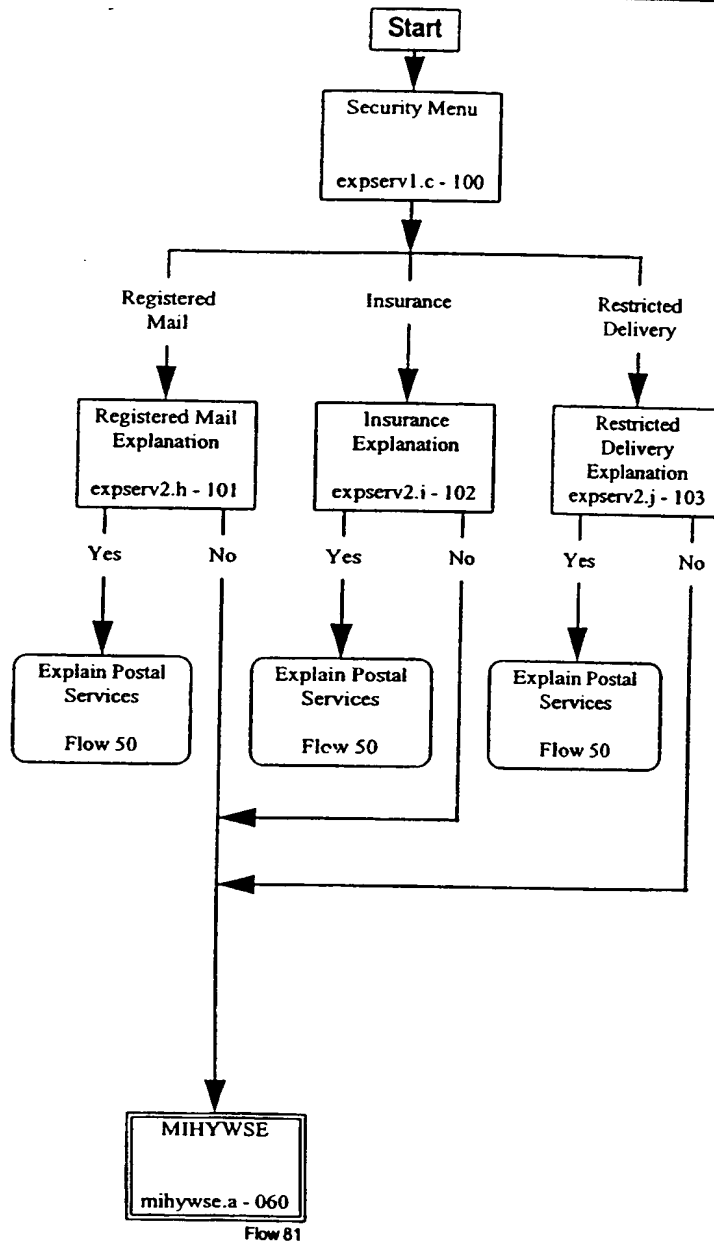 Start
Security Menu
expserv1.c - 100
Registered
Mail
Insurance
Restricted
Delivery
Registered Mail
Explanation
expserv2.h - 101
Insurance
Explanation
expserv2.i - 102
Restricted
Delivery
Explanation
expserv2.j - 103
Yes
No
Yes
No
Yes
No
Explain Postal
Services
Flow 50
Explain Postal
Services
Flow 50
Explain Postal
Services
Flow 50
MIHYWSE
mihywse.a - 060
Flow 81